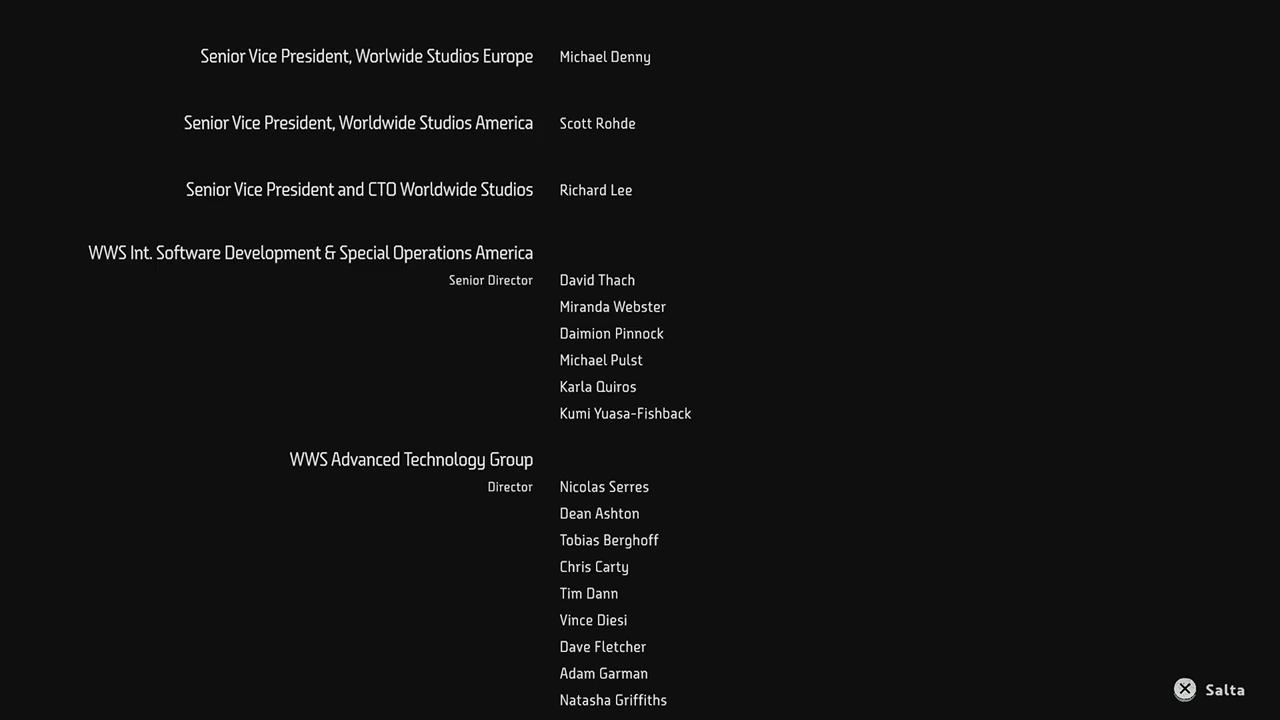 Senior Vice President, Worlwide Studios Europe Michael Denny
Senior Vice President, Worldwide Studios America Scott Rohde
Senior Vice President and CTO Worldwide Studios Richard Lee
WWS Int. Software Development & Special Operations America
Senior Director David Thach
Miranda Webster
Daimion Pinnock
Michael Pulst
Karla Quiros
Kumi Yuasa-Fishback
WWS Advanced Technology Group
Director Nicolas Serres
Dean Ashton
Tobias Berghoff
Chris Carty
Tim Dann
Vince Diesi
Dave Fletcher
Adam Garman
Natasha Griffiths
Salta